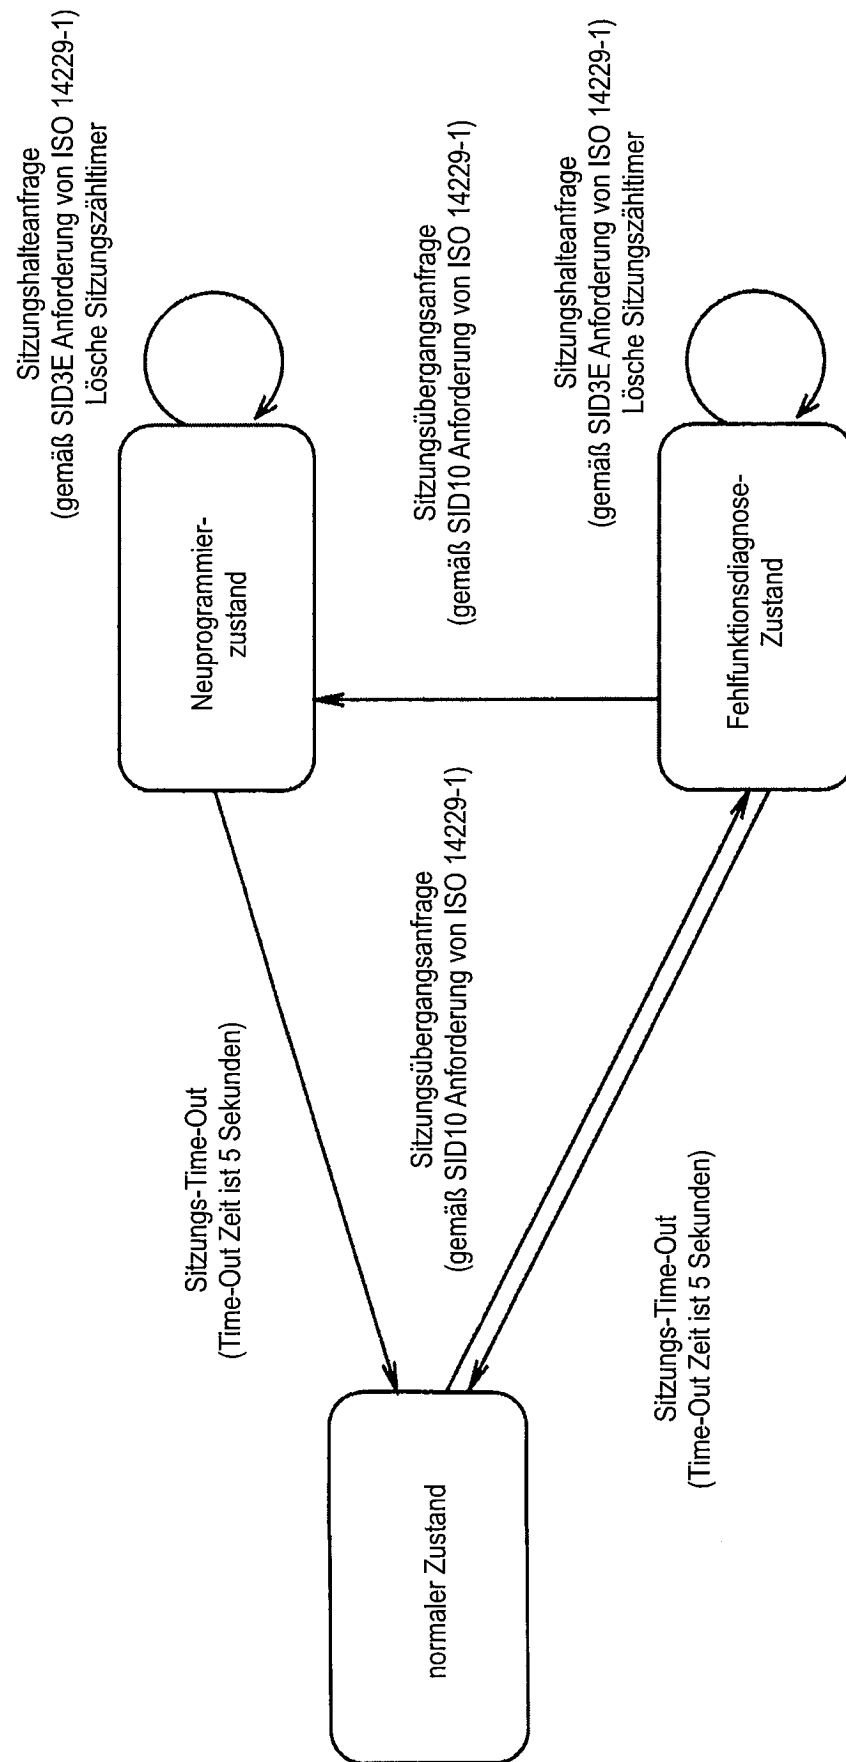 Sitzungshalteanfrage
(gemäß SID3E Anforderung von ISO 14229-1)
Lösche Sitzungszähltimer
Sitzungs-Time-Out
(Time-Out Zeit ist 5 Sekunden)
Neuprogrammier-
zustand
normaler Zustand
Sitzungsübergangsanfrage
(gemäß SID10 Anforderung von ISO 14229-1)
Sitzungsübergangsanfrage
(gemäß SID10 Anforderung von ISO 14229-1)
Sitzungshalteanfrage
(gemäß SID3E Anforderung von ISO 14229-1)
Lösche Sitzungszähltimer
Sitzungs-Time-Out
(Time-Out Zeit ist 5 Sekunden)
Fehlfunktionsdiagnose-
Zustand